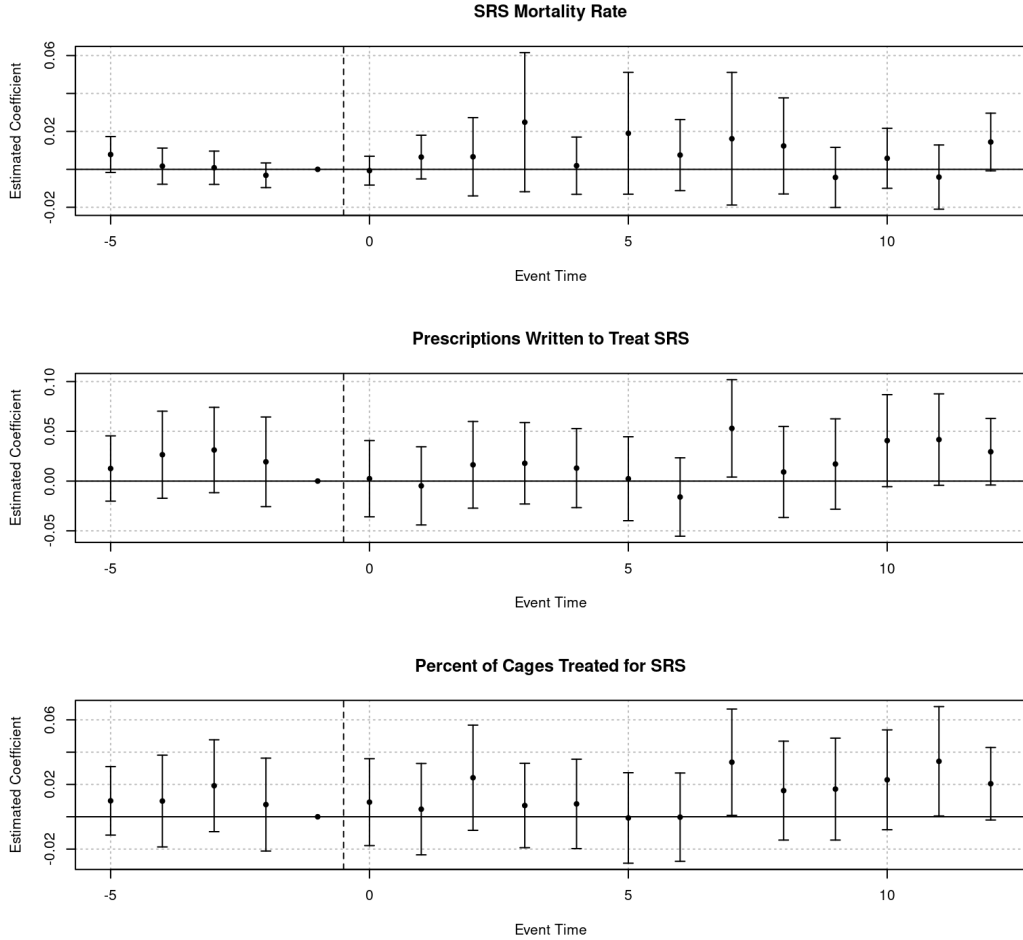 SRS Mortality Rate
Estimated Coefficient
0.06
0.02
-0.02
-5 0 5 10
Event Time
Prescriptions Written to Treat SRS
Estimated Coefficient
0.10
0.05
0.00
-0.05
-5 0 5 10
Event Time
Percent of Cages Treated for SRS
Estimated Coefficient
0.06
0.02
-0.02
-5 0 5 10
Event Time